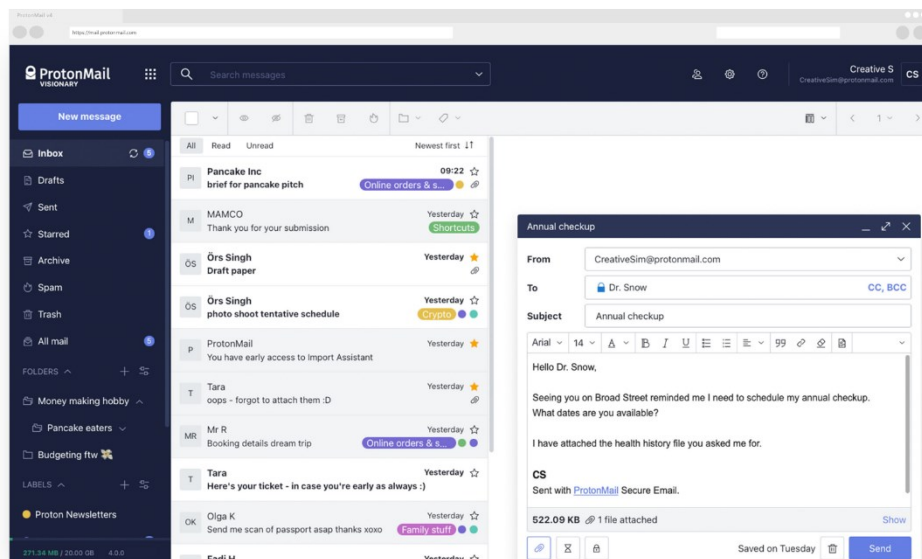 ProtonMail v4
https://mail.protonmail.com
ProtonMail
VISIONARY
Search messages
Creative S
CreativeSim@protonmail.com
CS
New message
1
Inbox
5
Drafts
Sent
Starred
1
Archive
Spam
Trash
All mail
5
FOLDERS
Money making hobby
Pancake eaters
Budgeting ftw 💸
LABELS
Proton Newsletters
271.34 MB / 20.00 GB 4.0.0
All Read Unread Newest first
PI
Pancake Inc 09:22
brief for pancake pitch Online orders & s...
M
MAMCO Yesterday
Thank you for your submission Shortcuts
ÖS
Örs Singh Yesterday
Draft paper
ÖS
Örs Singh Yesterday
photo shoot tentative schedule Crypto
P
ProtonMail Yesterday
You have early access to Import Assistant
T
Tara Yesterday
oops - forgot to attach them :D
MR
Mr R Yesterday
Booking details dream trip Online orders & s...
T
Tara Yesterday
Here's your ticket - in case you're early as always :)
OK
Olga K Yesterday
Send me scan of passport asap thanks xoxo Family stuff
Fadi H Yesterday
Annual checkup
From CreativeSim@protonmail.com
To Dr. Snow CC, BCC
Subject Annual checkup
Arial 14 A B I U 99
Hello Dr. Snow,
Seeing you on Broad Street reminded me I need to schedule my annual checkup.
What dates are you available?
I have attached the health history file you asked me for.
CS
Sent with ProtonMail Secure Email.
522.09 KB 1 file attached Show
Saved on Tuesday Send